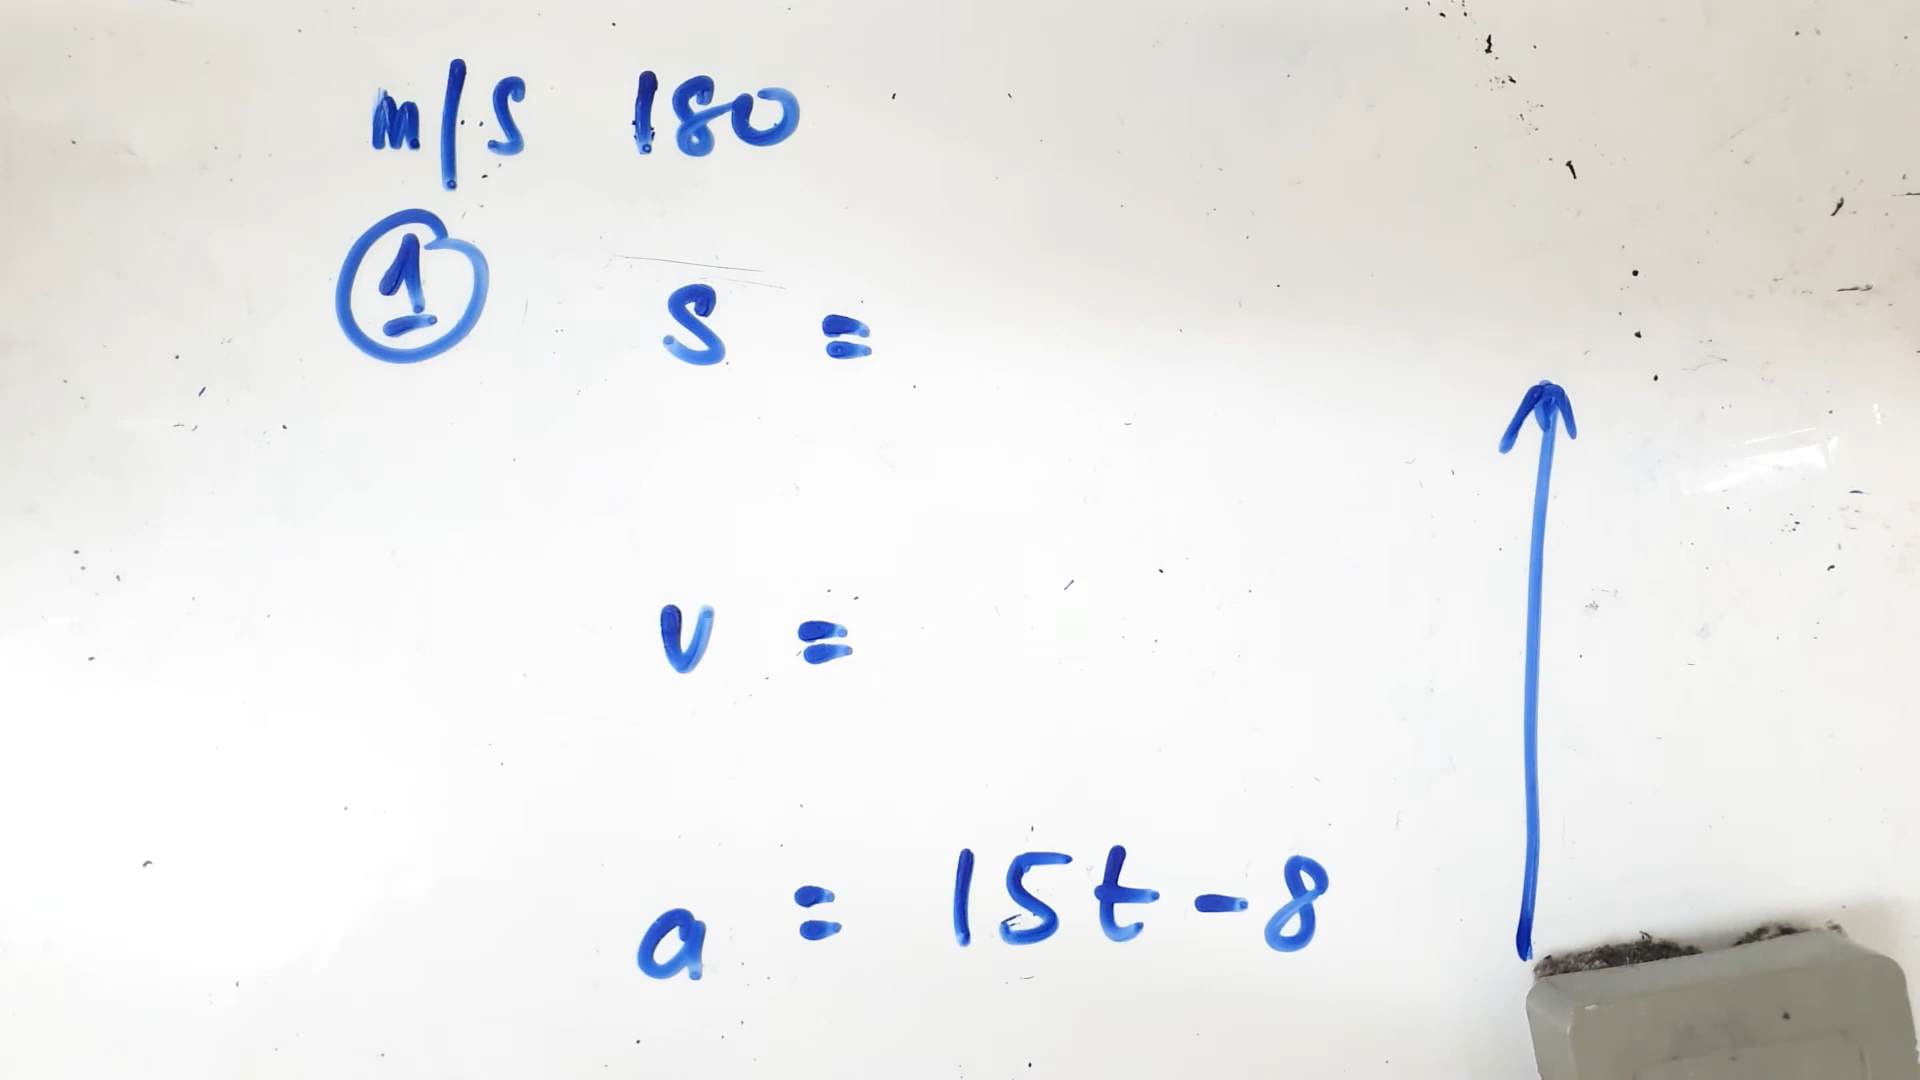 m/s 180
1
s =
v =
a = 15t - 8